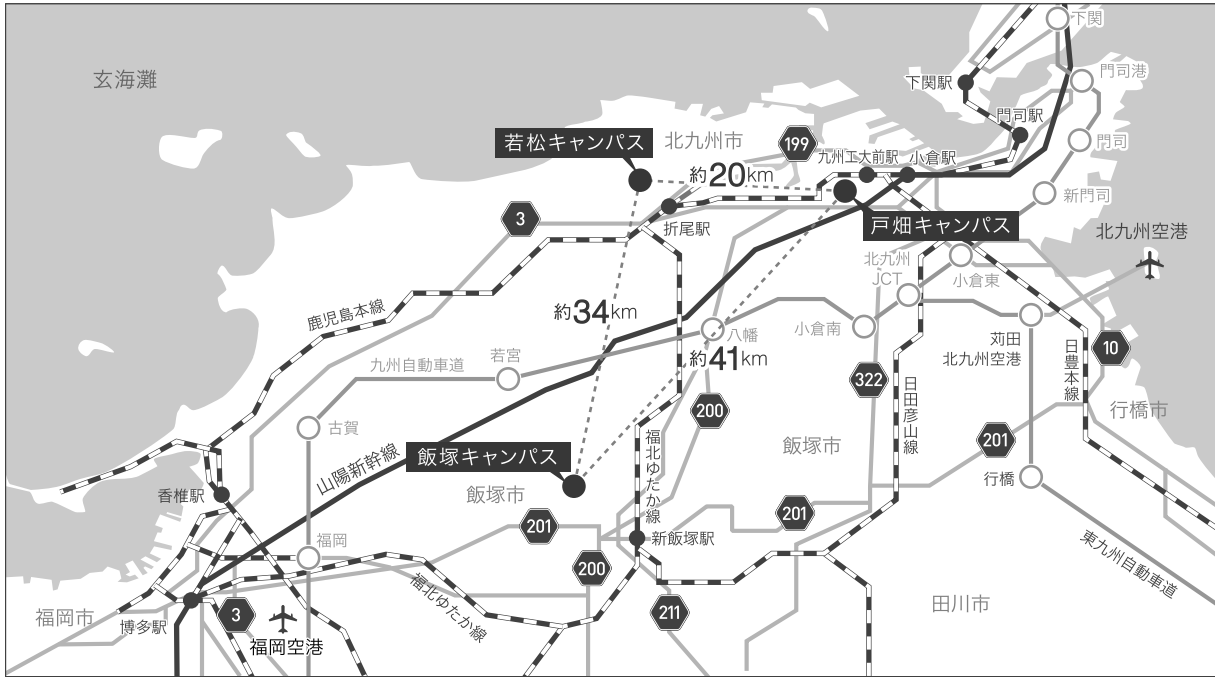 下関
玄海灘
門司港
下関駅
門司駅
若松キャンパス
北九州市
199
門司
九州工大前駅
小倉駅
約20km
新門司
3
折尾駅
戸畑キャンパス
北九州空港
北九州
JCT
小倉東
鹿児島本線
約34km
八幡
小倉南
苅田
北九州空港
10
若宮
九州自動車道
約41km
日豊本線
322
日田彦山線
200
行橋市
古賀
福北ゆたか線
飯塚市
201
山陽新幹線
飯塚キャンパス
行橋
香椎駅
飯塚市
201
201
新飯塚駅
福岡
200
東九州自動車道
福北ゆたか線
田川市
福岡市
博多駅
3
福岡空港
211